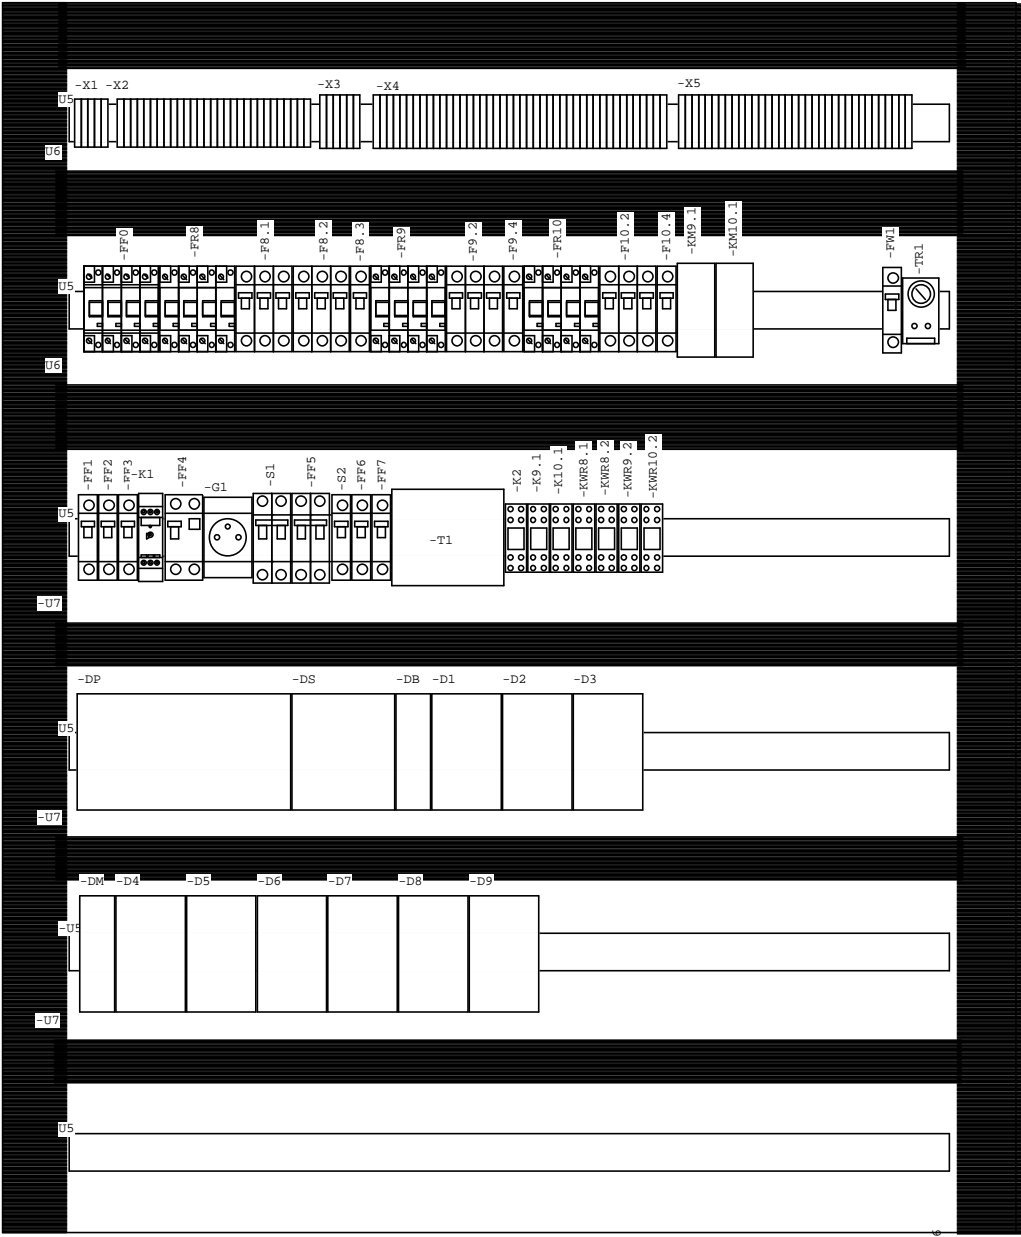 -X1 -X2 -X3 -X4 -X5
U5
U6
-FF0 -FR8 -F8.1 -F8.2 -F8.3 -FR9 -F9.2 -F9.4 -FR10 -F10.2 -F10.4 -KM9.1 -KM10.1 -FW1 -TR1
U5
U6
-FF1 -FF2 -FF3 -K1 -FF4 -G1 -S1 -FF5 -S2 -FF6 -FF7 -T1 -K2 -K9.1 -K10.1 -KWR8.1 -KWR8.2 -KWR9.2 -KWR10.2
U5
-U7
-DP -DS -DB -D1 -D2 -D3
U5
-U7
-DM -D4 -D5 -D6 -D7 -D8 -D9
-U5
-U7
U5